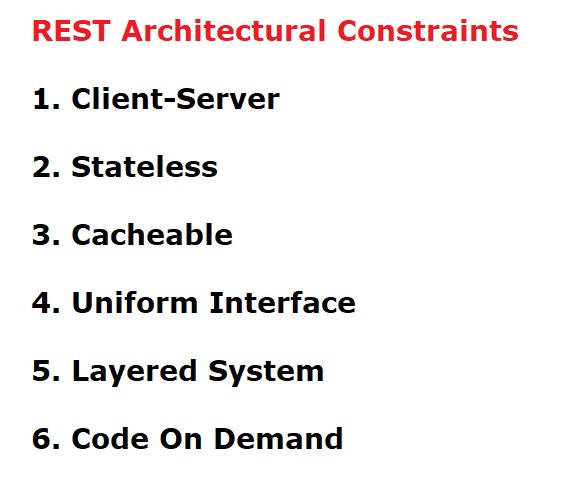 REST Architectural Constraints
1. Client-Server
2. Stateless
3. Cacheable
4. Uniform Interface
5. Layered System
6. Code On Demand